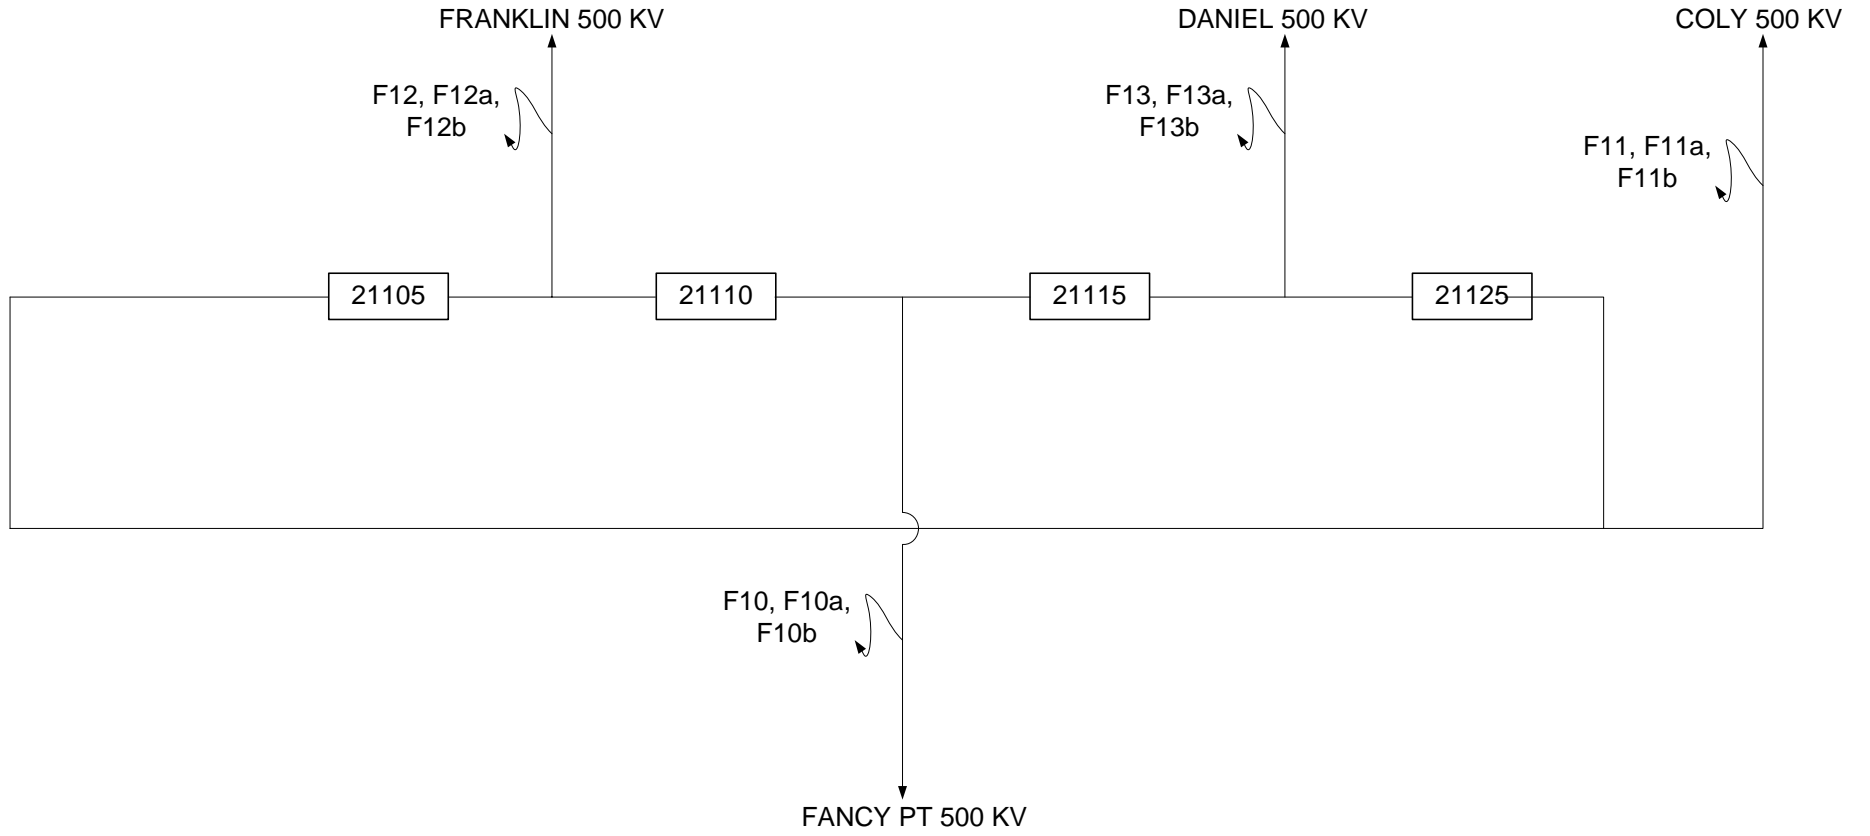 FRANKLIN 500 KV
DANIEL 500 KV
COLY 500 KV
F12, F12a,
F12b
F13, F13a,
F13b
F11, F11a,
F11b
21105
21110
21115
21125
F10, F10a,
F10b
FANCY PT 500 KV